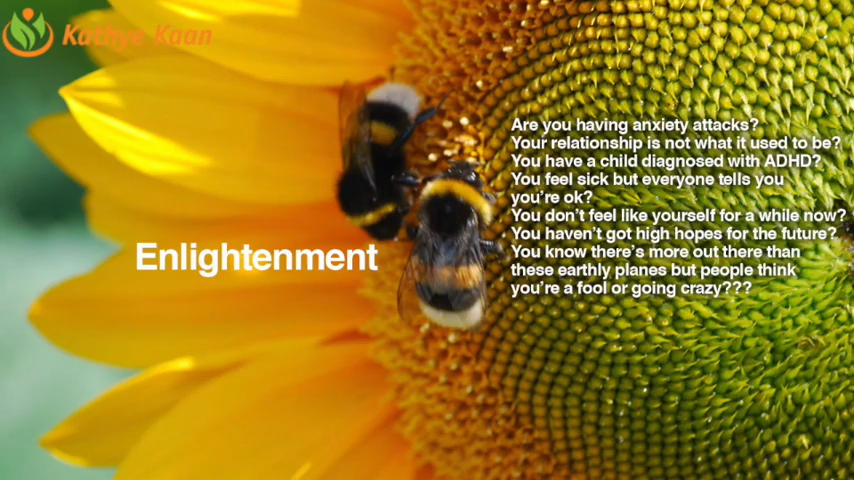 Kathye Kaan
Are you having anxiety attacks?
Your relationship is not what it used to be?
You have a child diagnosed with ADHD?
You feel sick but everyone tells you
you're ok?
You don't feel like yourself for a while now?
You haven't got high hopes for the future?
You know there's more out there than
these earthly planes but people think
you're a fool or going crazy???
Enlightenment